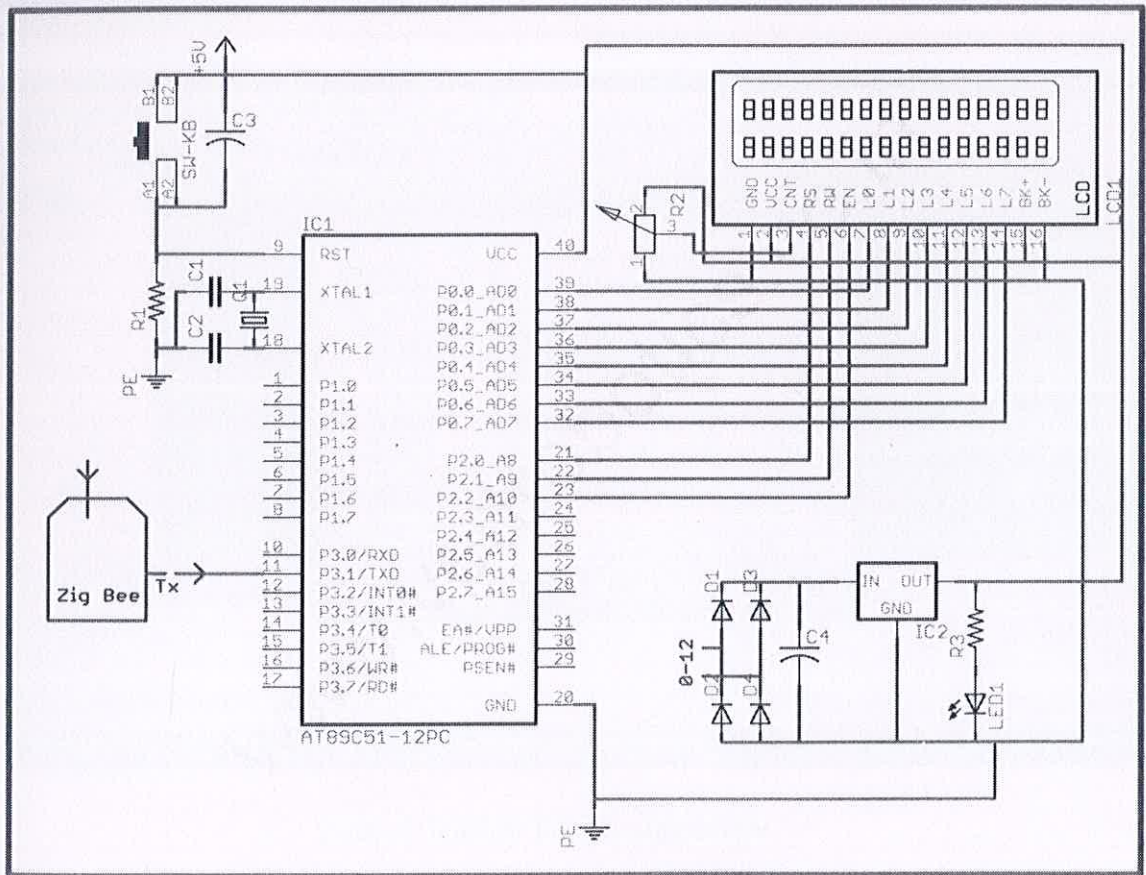 +5V
B1
B2
SW-KB
A1
A2
C3
IC1
9
RST
VCC
40
C1
19
XTAL1
P0.0_AD0
39
P0.1_AD1
38
Q1
P0.2_AD2
37
R1
C2
18
XTAL2
P0.3_AD3
36
P0.4_AD4
35
PE
1
P1.0
P0.5_AD5
34
2
P1.1
P0.6_AD6
33
3
P1.2
P0.7_AD7
32
4
P1.3
5
P1.4
P2.0_A8
21
6
P1.5
P2.1_A9
22
7
P1.6
P2.2_A10
23
8
P1.7
P2.3_A11
24
P2.4_A12
25
10
P3.0/RXD
P2.5_A13
26
11
P3.1/TXD
P2.6_A14
27
12
P3.2/INT0#
P2.7_A15
28
13
P3.3/INT1#
14
P3.4/T0
EA#/VPP
31
15
P3.5/T1
ALE/PROG#
30
16
P3.6/WR#
PSEN#
29
17
P3.7/RD#
GND
20
AT89C51-12PC
Zig Bee
Tx
PE
R2
1
2
3
GND
VCC
CNT
RS
RW
EN
L0
L1
L2
L3
L4
L5
L6
L7
BK+
BK-
1
2
3
4
5
6
7
8
9
10
11
12
13
14
15
16
LCD
LCD1
D1
D3
0-12
D4
C4
IN OUT
GND
IC2
R3
LED1